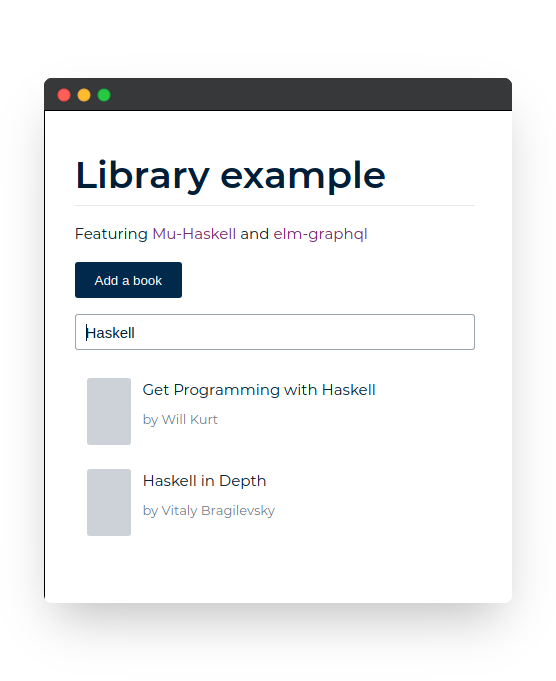 Library example
Featuring Mu-Haskell and elm-graphql
Add a book
Haskell
Get Programming with Haskell
by Will Kurt
Haskell in Depth
by Vitaly Bragilevsky